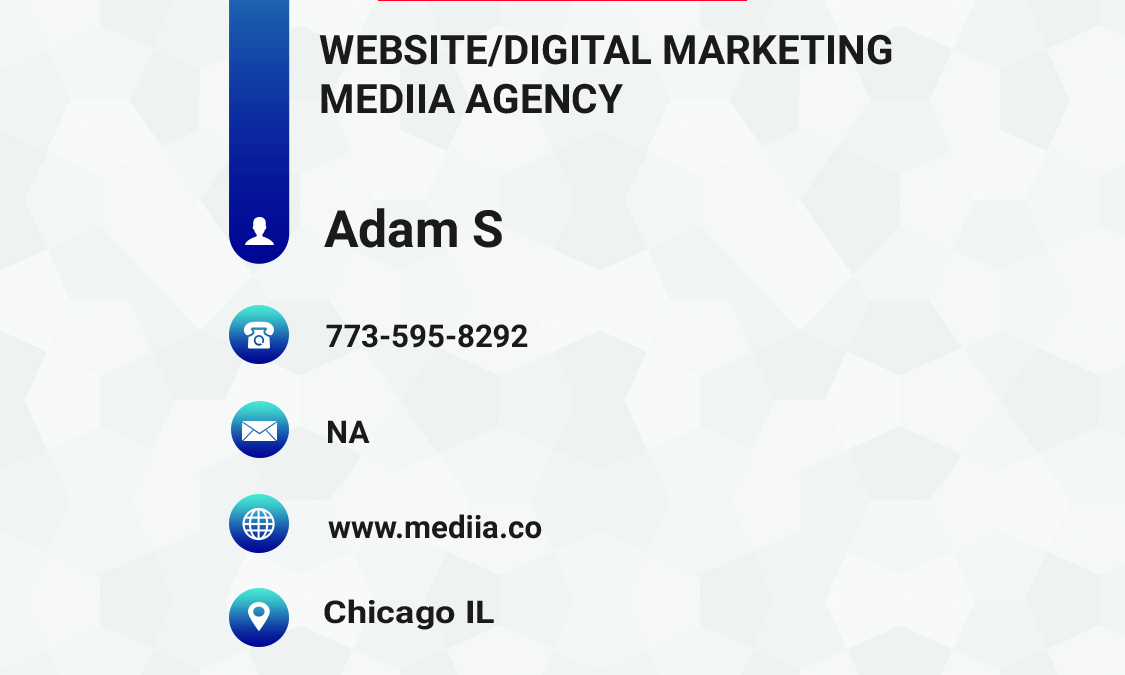 WEBSITE/DIGITAL MARKETING
MEDIIA AGENCY
Adam S
773-595-8292
NA
www.mediia.co
Chicago IL